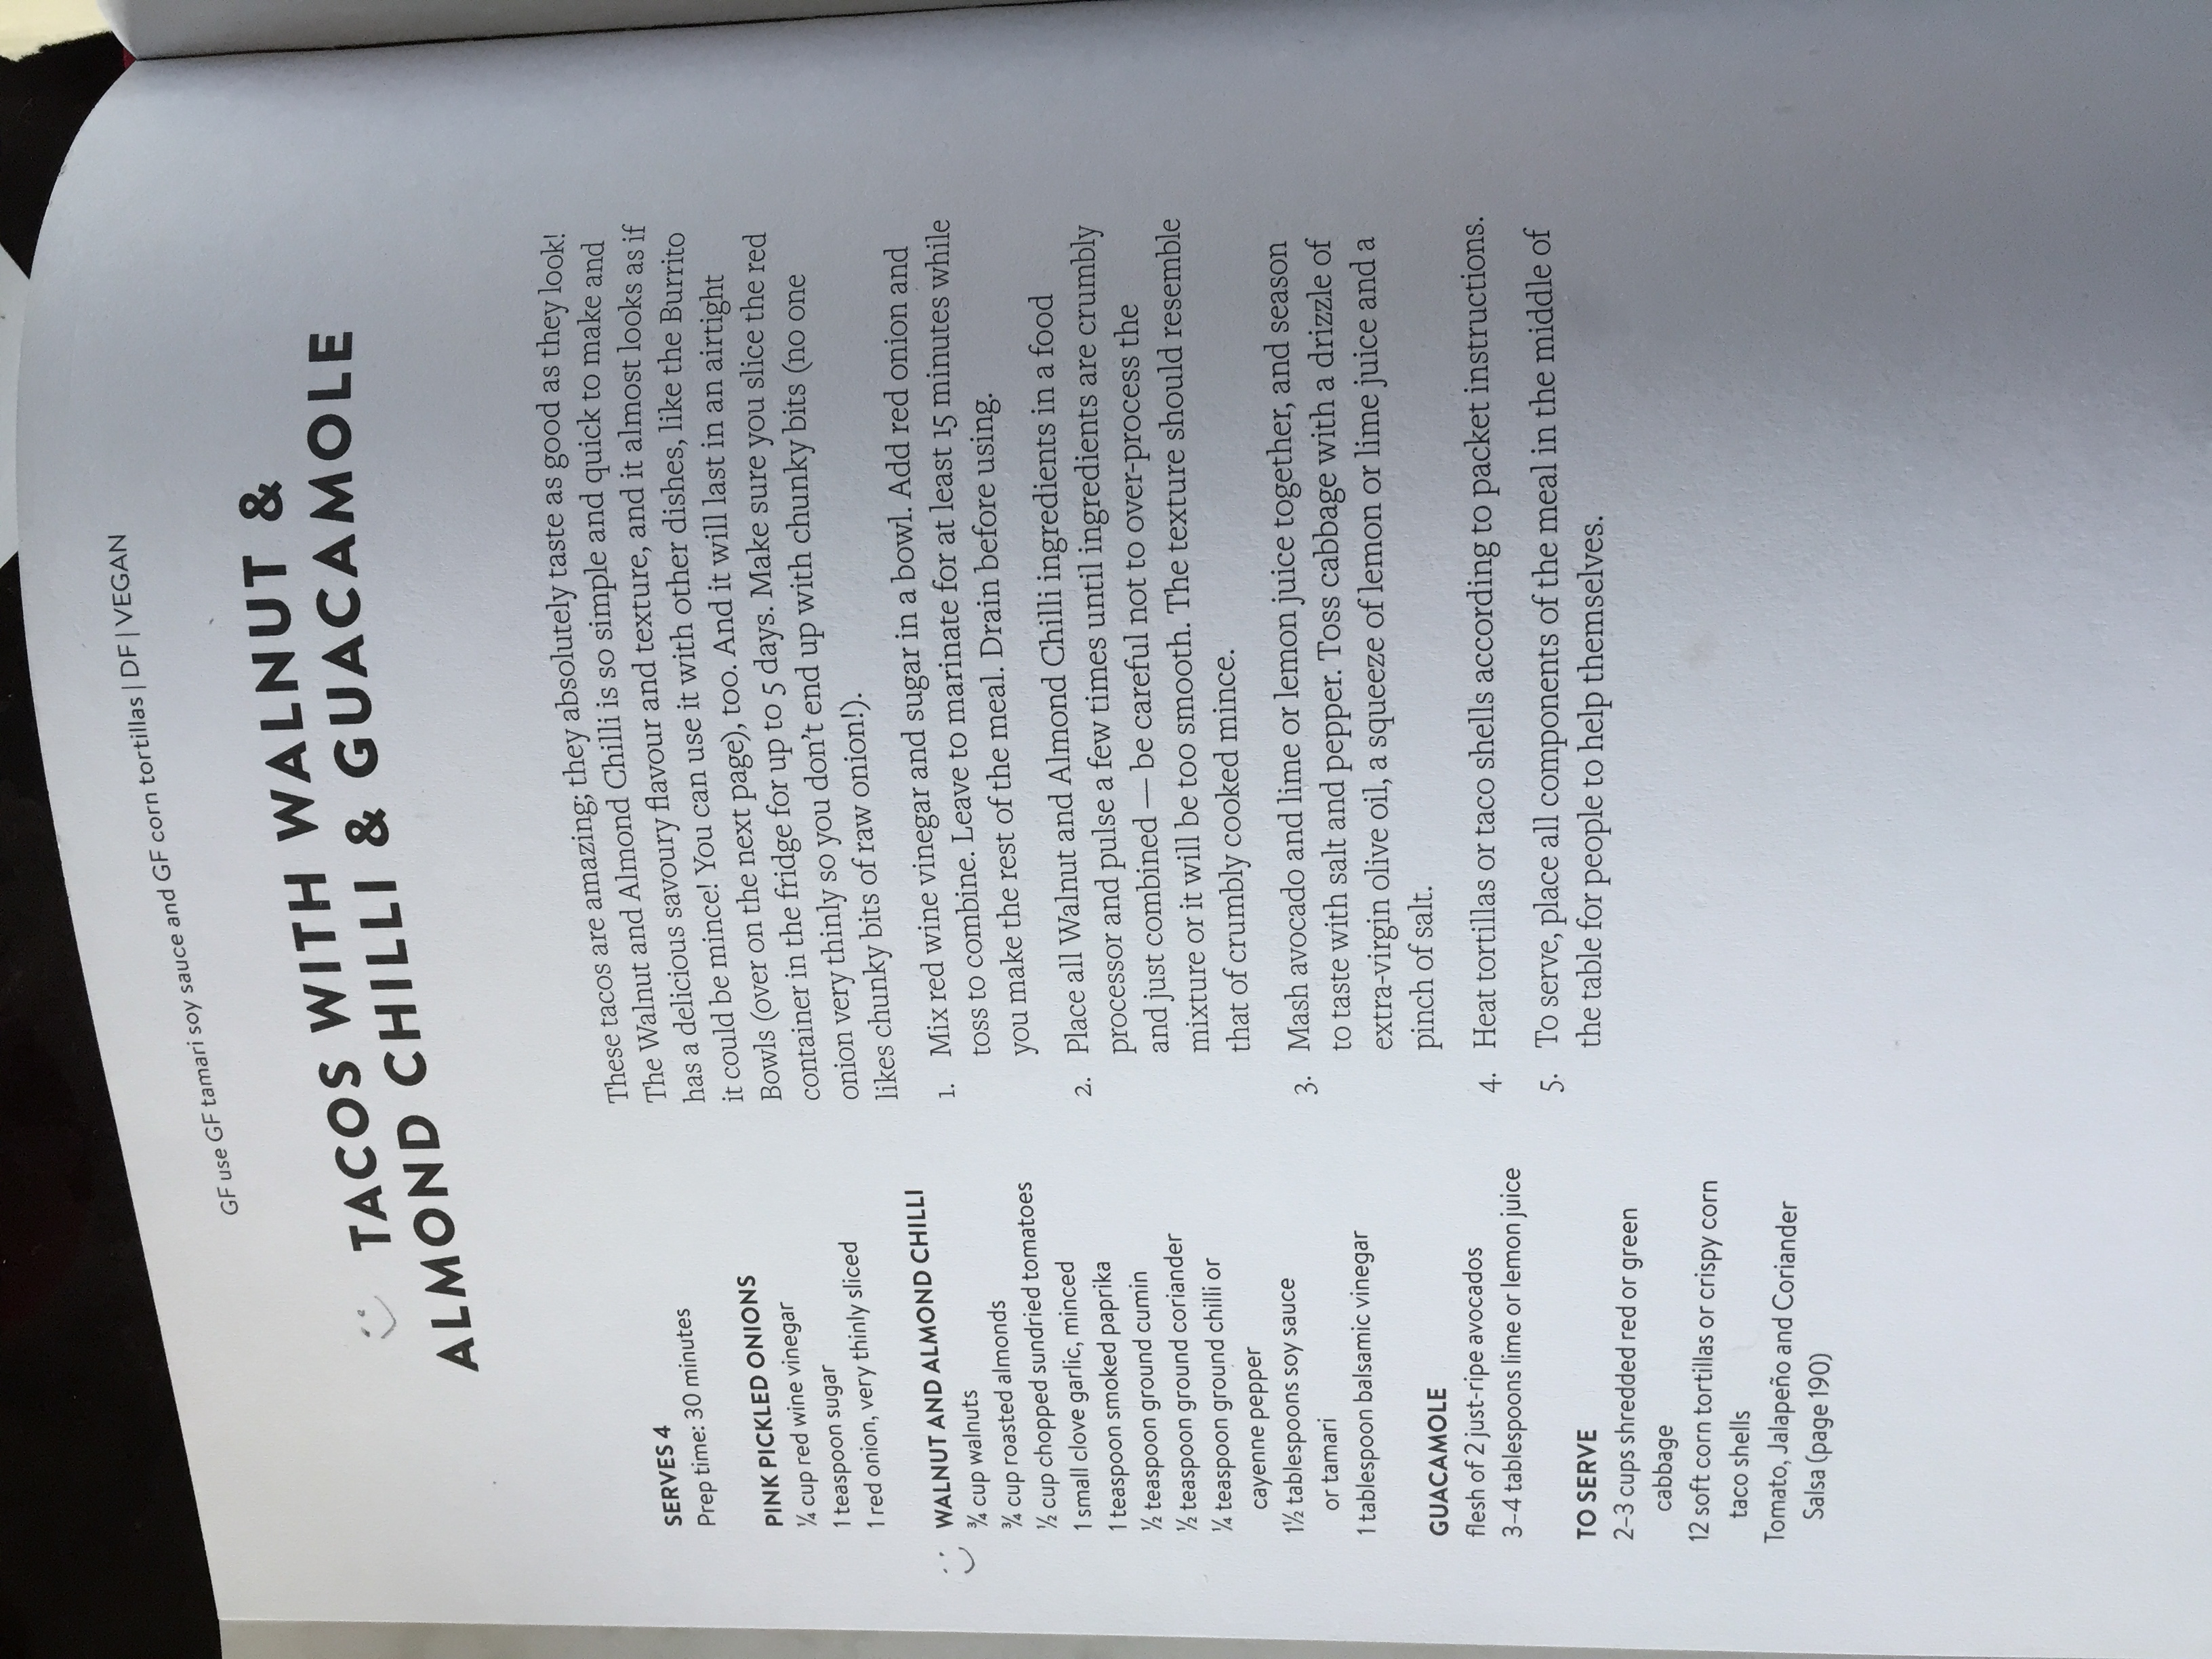 GF use GF tamari soy sauce and GF corn tortillas | DF | VEGAN
TACOS WITH WALNUT &
ALMOND CHILLI & GUACAMOLE
SERVES 4
Prep time: 30 minutes
PINK PICKLED ONIONS
¼ cup red wine vinegar
1 teaspoon sugar
1 red onion, very thinly sliced
WALNUT AND ALMOND CHILLI
¾ cup walnuts
¾ cup roasted almonds
½ cup chopped sundried tomatoes
1 small clove garlic, minced
1 teaspoon smoked paprika
½ teaspoon ground cumin
½ teaspoon ground coriander
¼ teaspoon ground chilli or
cayenne pepper
1½ tablespoons soy sauce
or tamari
1 tablespoon balsamic vinegar
GUACAMOLE
flesh of 2 just-ripe avocados
3–4 tablespoons lime or lemon juice
TO SERVE
2–3 cups shredded red or green
cabbage
12 soft corn tortillas or crispy corn
taco shells
Tomato, Jalapeño and Coriander
Salsa (page 190)
These tacos are amazing; they absolutely taste as good as they look!
The Walnut and Almond Chilli is so simple and quick to make and
has a delicious savoury flavour and texture, and it almost looks as if
it could be mince! You can use it with other dishes, like the Burrito
Bowls (over on the next page), too. And it will last in an airtight
container in the fridge for up to 5 days. Make sure you slice the red
onion very thinly so you don't end up with chunky bits (no one
likes chunky bits of raw onion!).
1. Mix red wine vinegar and sugar in a bowl. Add red onion and
toss to combine. Leave to marinate for at least 15 minutes while
you make the rest of the meal. Drain before using.
2. Place all Walnut and Almond Chilli ingredients in a food
processor and pulse a few times until ingredients are crumbly
and just combined — be careful not to over-process the
mixture or it will be too smooth. The texture should resemble
that of crumbly cooked mince.
3. Mash avocado and lime or lemon juice together, and season
to taste with salt and pepper. Toss cabbage with a drizzle of
extra-virgin olive oil, a squeeze of lemon or lime juice and a
pinch of salt.
4. Heat tortillas or taco shells according to packet instructions.
5. To serve, place all components of the meal in the middle of
the table for people to help themselves.